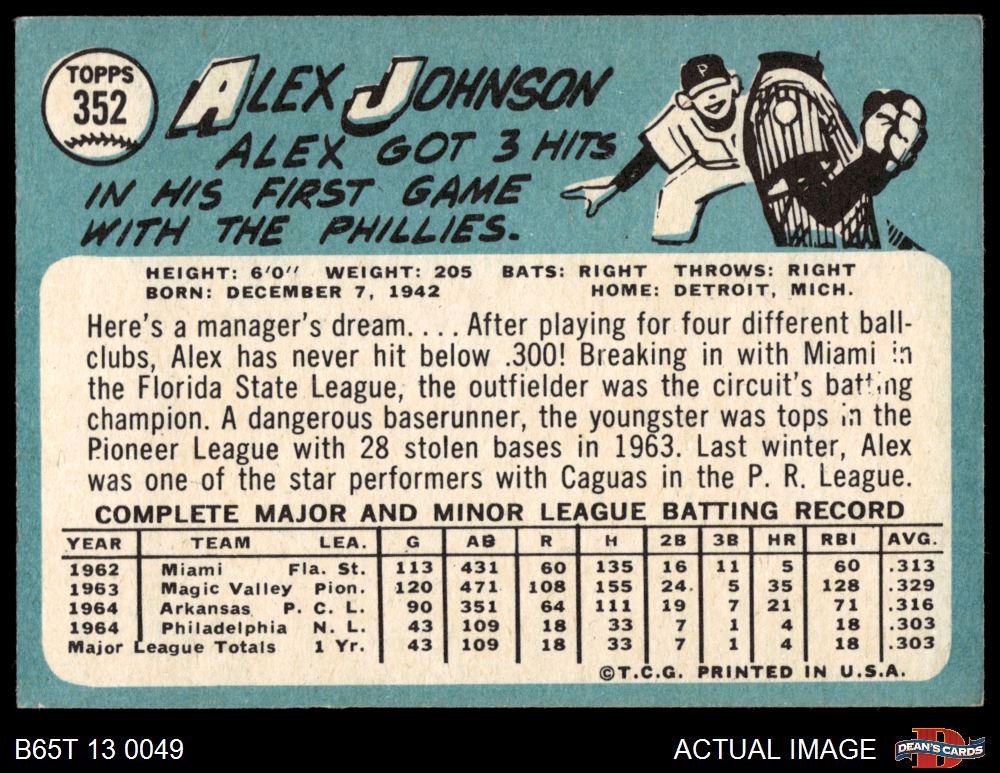 TOPPS
352
ALEX JOHNSON
ALEX GOT 3 HITS
IN HIS FIRST GAME
WITH THE PHILLIES.
P
HEIGHT: 6'0" WEIGHT: 205 BATS: RIGHT THROWS: RIGHT
BORN: DECEMBER 7, 1942 HOME: DETROIT, MICH.
Here's a manager's dream. . . . After playing for four different ball-
clubs, Alex has never hit below .300! Breaking in with Miami in
the Florida State League, the outfielder was the circuit's batting
champion. A dangerous baserunner, the youngster was tops in the
Pioneer League with 28 stolen bases in 1963. Last winter, Alex
was one of the star performers with Caguas in the P. R. League.
COMPLETE MAJOR AND MINOR LEAGUE BATTING RECORD
YEAR TEAM LEA. G AB R H 2B 3B HR RBI AVG.
1962 Miami Fla. St. 113 431 60 135 16 11 5 60 .313
1963 Magic Valley Pion. 120 471 108 155 24 5 35 128 .329
1964 Arkansas P. C. L. 90 351 64 111 19 7 21 71 .316
1964 Philadelphia N. L. 43 109 18 33 7 1 4 18 .303
Major League Totals 1 Yr. 43 109 18 33 7 1 4 18 .303
©T.C.G. PRINTED IN U.S.A.
B65T 13 0049 ACTUAL IMAGE D DEAN'S CARDS